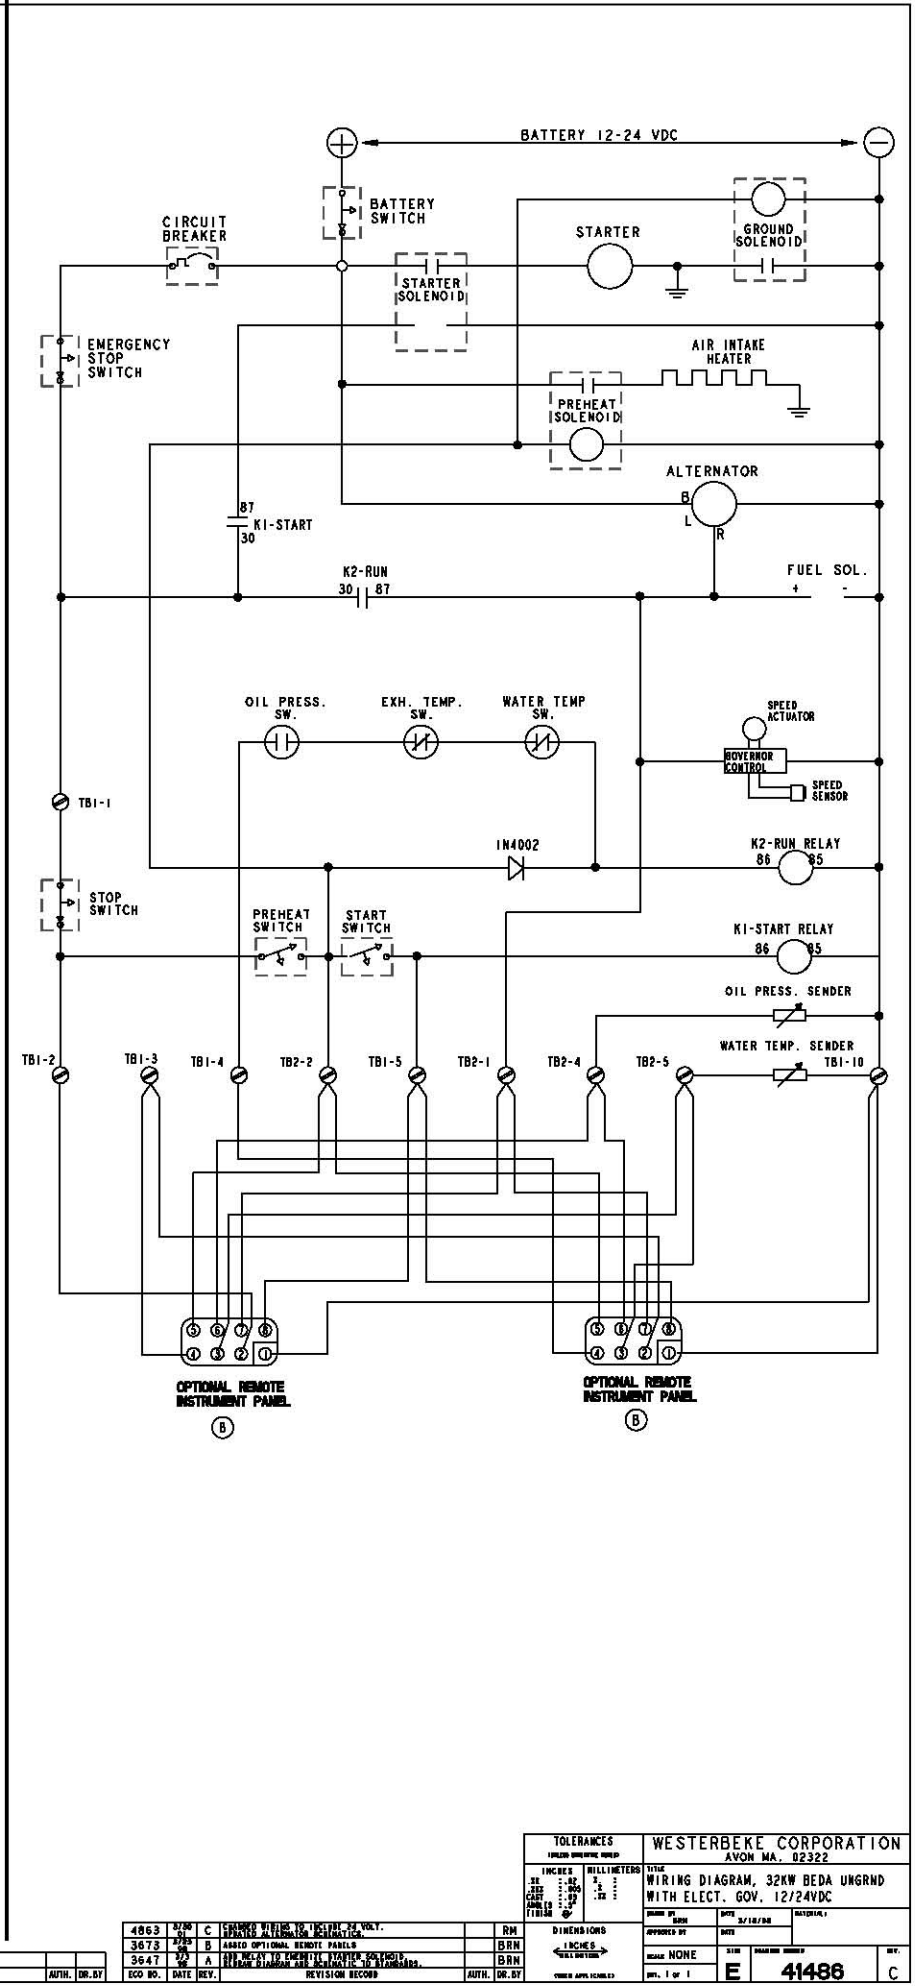 BATTERY 12-24 VDC
BATTERY
SWITCH
CIRCUIT
BREAKER
STARTER
GROUND
SOLENOID
STARTER
SOLENOID
EMERGENCY
STOP
SWITCH
AIR INTAKE
HEATER
PREHEAT
SOLENOID
ALTERNATOR
B
L
R
87
K1-START
30
K2-RUN
30 87
FUEL SOL.
+ -
OIL PRESS.
SW.
EXH. TEMP.
SW.
WATER TEMP
SW.
SPEED
ACTUATOR
GOVERNOR
CONTROL
SPEED
SENSOR
TB1-1
1N4002
K2-RUN RELAY
86 85
STOP
SWITCH
PREHEAT
SWITCH
START
SWITCH
K1-START RELAY
86 85
OIL PRESS. SENDER
WATER TEMP. SENDER
TB1-2 TB1-3 TB1-4 TB2-2 TB1-5 TB2-1 TB2-4 TB2-5 TB1-10
5 6 7 8
4 3 2 1
OPTIONAL REMOTE
INSTRUMENT PANEL
B
5 6 7 8
4 3 2 1
OPTIONAL REMOTE
INSTRUMENT PANEL
B
TOLERANCES
INCHES MILLIMETERS
DIMENSIONS
INCHES
WESTERBEKE CORPORATION
AVON MA. 02322
TITLE
WIRING DIAGRAM, 32KW BEDA UNGRND
WITH ELECT. GOV. 12/24VDC
SCALE NONE
E 41486 C
4863 C CHANGED WIRING TO INCLUDE 24 VOLT. RM
UPDATED ALTERNATOR SCHEMATICS.
3673 B ADDED OPTIONAL REMOTE PANELS BRN
3647 A ADD RELAY TO ENERGIZE STARTER SOLENOID. BRN
REDRAW DIAGRAM AND SCHEMATIC TO STANDARDS.
ECO NO. DATE REV. REVISION RECORD AUTH. DR.BY
AUTH. DR.BY